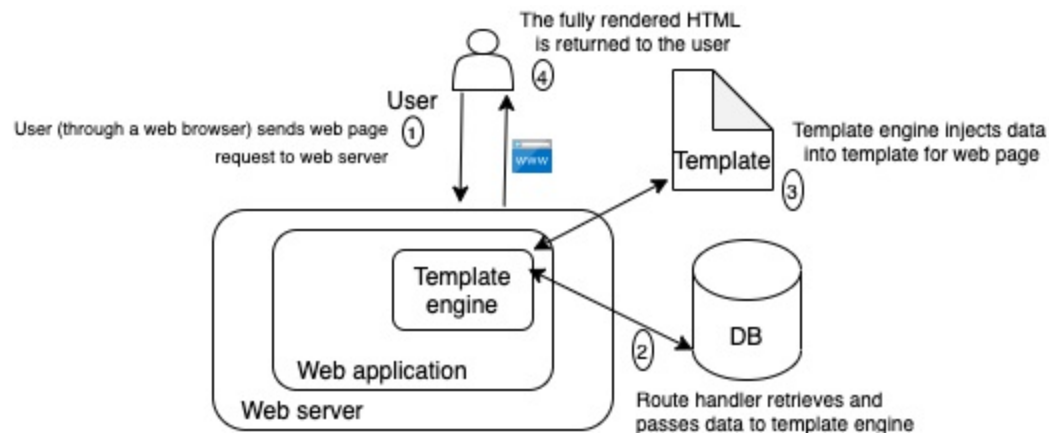 The fully rendered HTML
is returned to the user
4
User
User (through a web browser) sends web page
request to web server
1
www
Template
Template engine injects data
into template for web page
3
Template
engine
Web application
Web server
DB
2
Route handler retrieves and
passes data to template engine